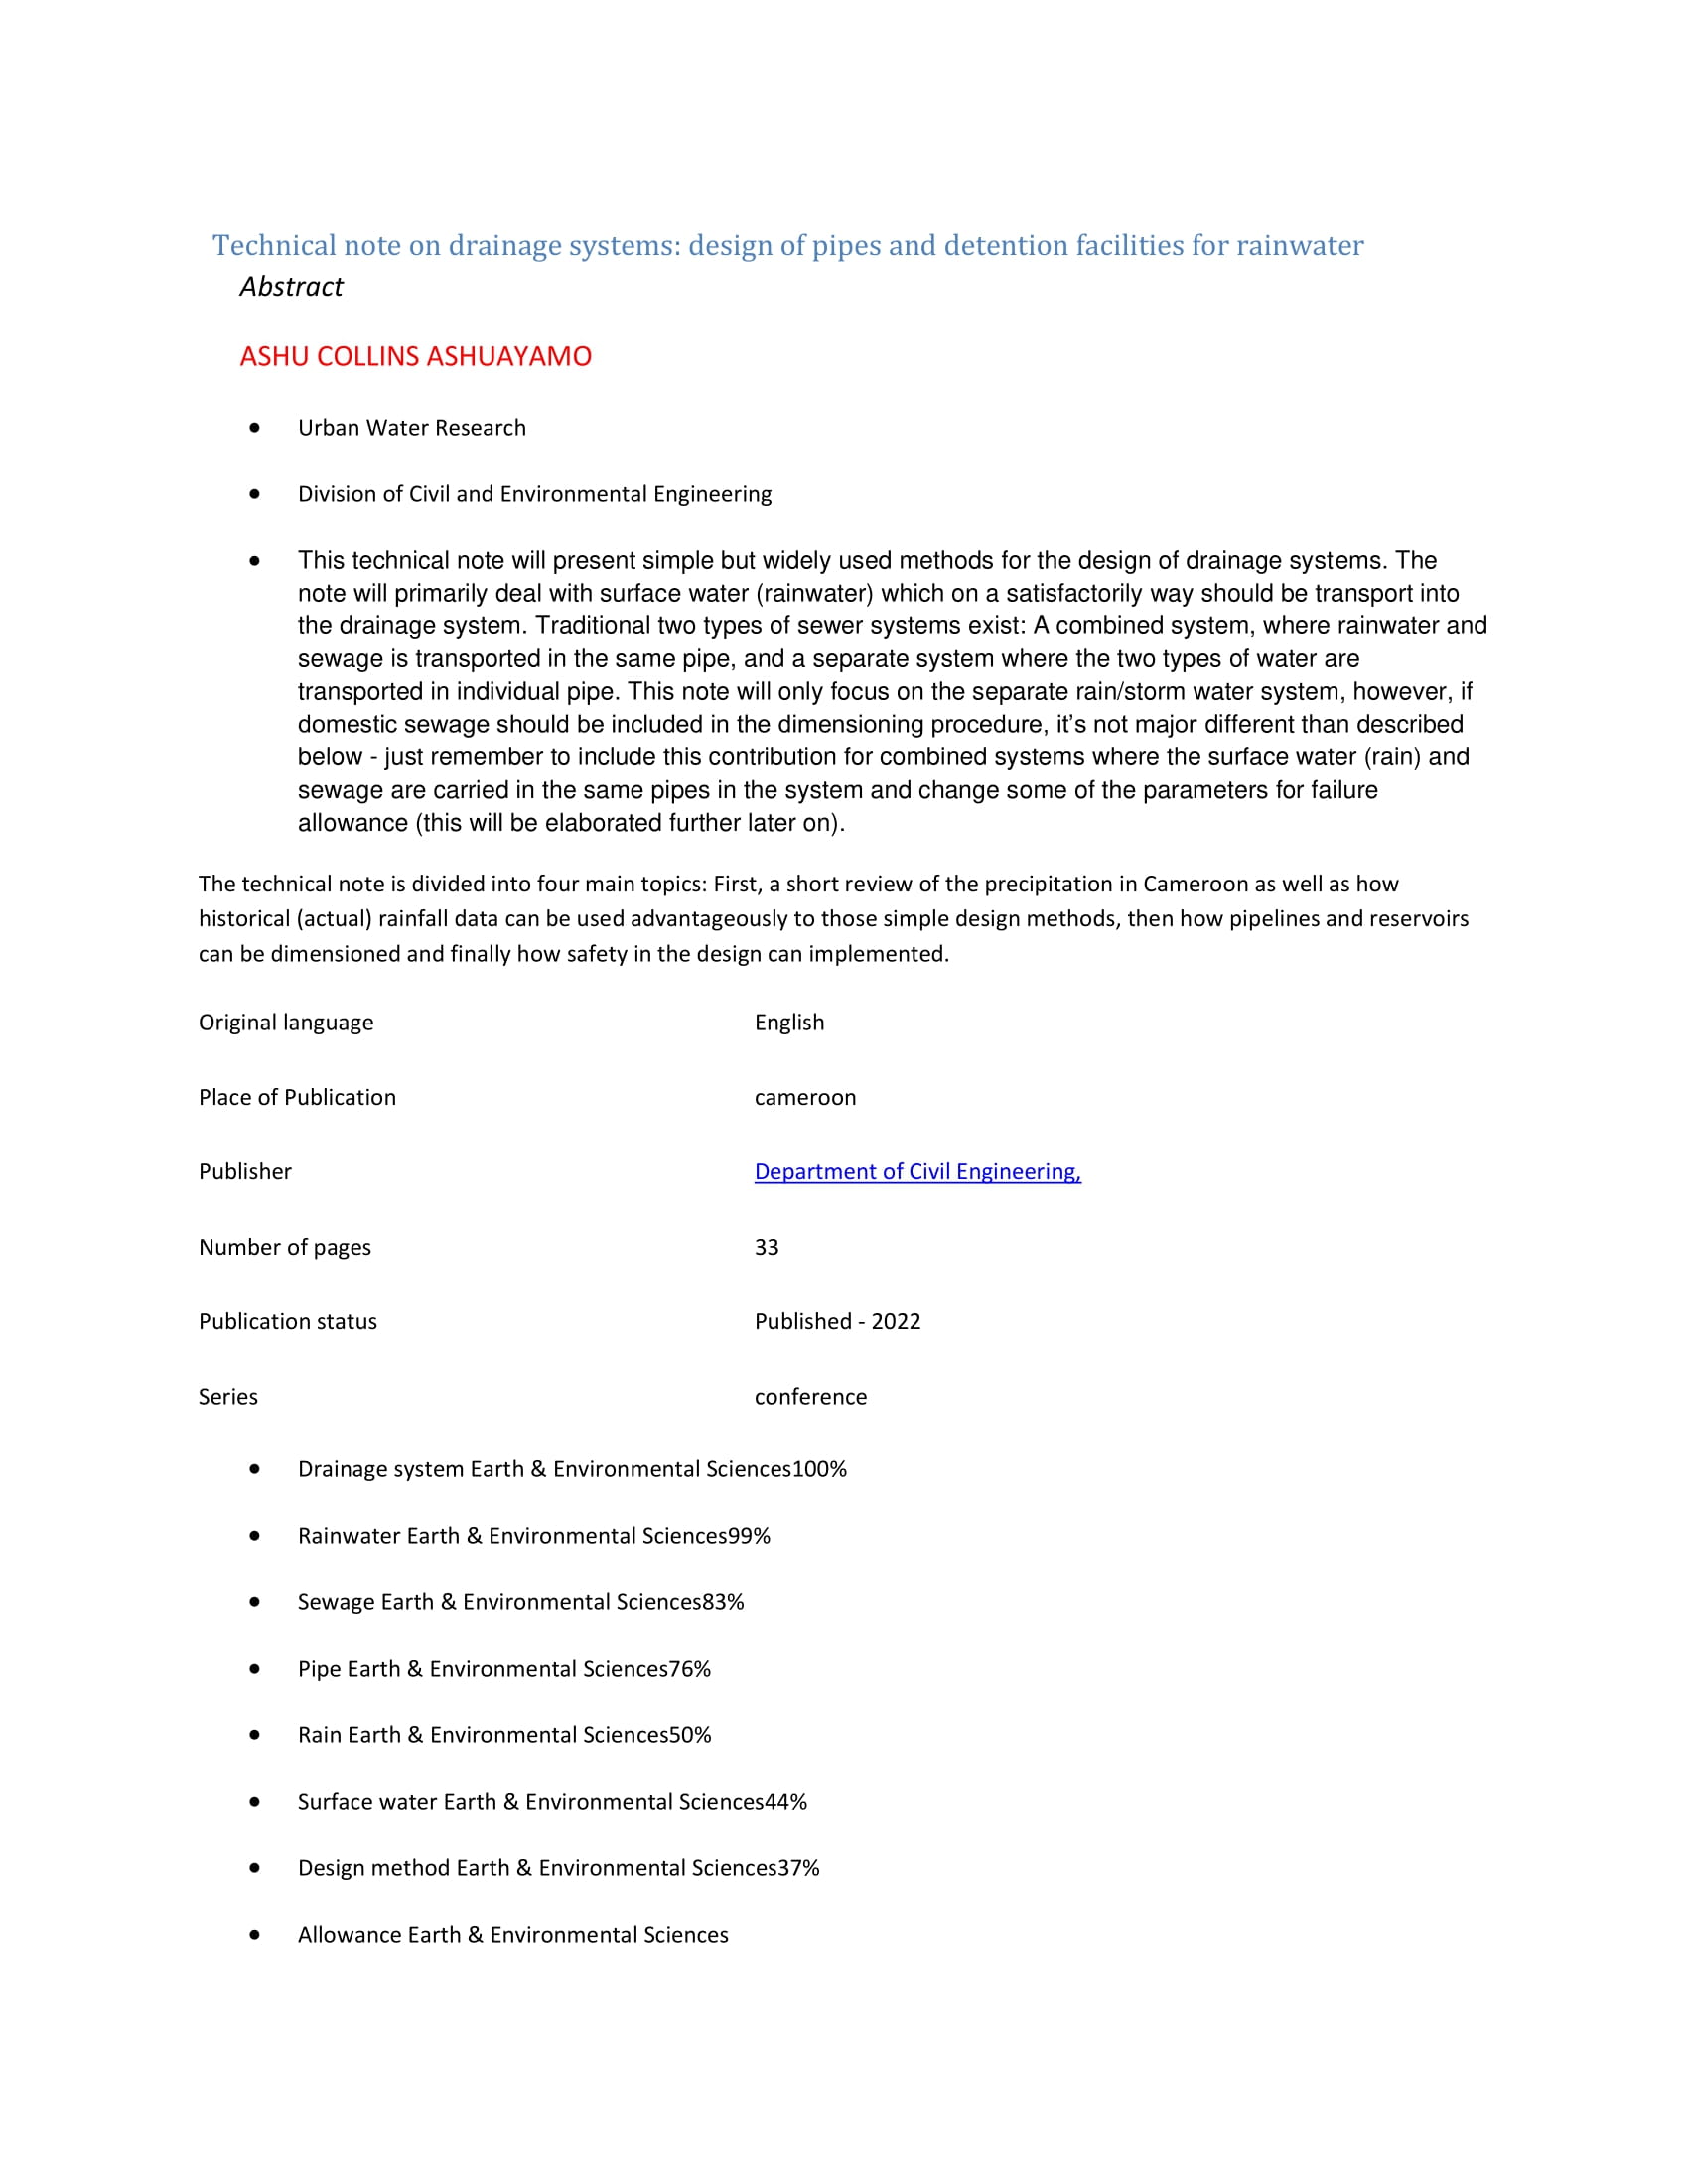 Technical note on drainage systems: design of pipes and detention facilities for rainwater
Abstract
ASHU COLLINS ASHUAYAMO
• Urban Water Research
• Division of Civil and Environmental Engineering
• This technical note will present simple but widely used methods for the design of drainage systems. The
note will primarily deal with surface water (rainwater) which on a satisfactorily way should be transport into
the drainage system. Traditional two types of sewer systems exist: A combined system, where rainwater and
sewage is transported in the same pipe, and a separate system where the two types of water are
transported in individual pipe. This note will only focus on the separate rain/storm water system, however, if
domestic sewage should be included in the dimensioning procedure, it’s not major different than described
below - just remember to include this contribution for combined systems where the surface water (rain) and
sewage are carried in the same pipes in the system and change some of the parameters for failure
allowance (this will be elaborated further later on).
The technical note is divided into four main topics: First, a short review of the precipitation in Cameroon as well as how
historical (actual) rainfall data can be used advantageously to those simple design methods, then how pipelines and reservoirs
can be dimensioned and finally how safety in the design can implemented.
Original language English
Place of Publication cameroon
Publisher Department of Civil Engineering,
Number of pages 33
Publication status Published - 2022
Series conference
• Drainage system Earth & Environmental Sciences100%
• Rainwater Earth & Environmental Sciences99%
• Sewage Earth & Environmental Sciences83%
• Pipe Earth & Environmental Sciences76%
• Rain Earth & Environmental Sciences50%
• Surface water Earth & Environmental Sciences44%
• Design method Earth & Environmental Sciences37%
• Allowance Earth & Environmental Sciences